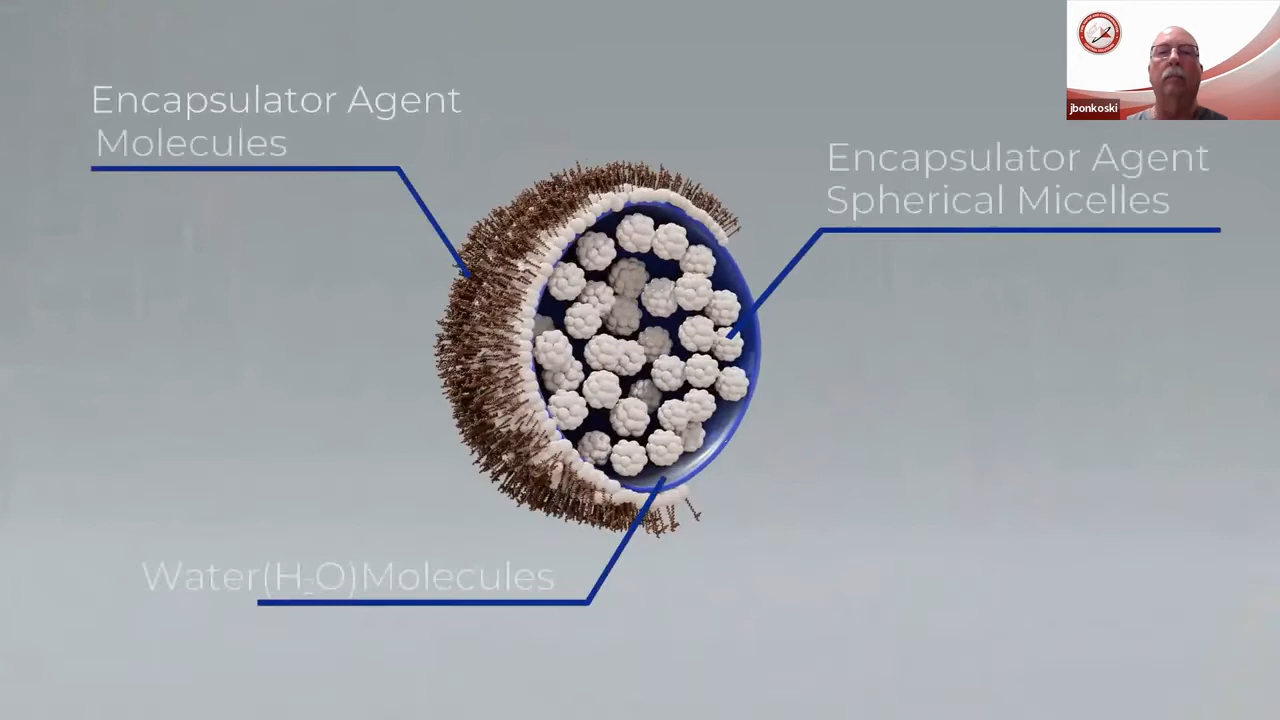 Encapsulator Agent
Molecules
Encapsulator Agent
Spherical Micelles
Water(H₂O)Molecules
jbonkoski